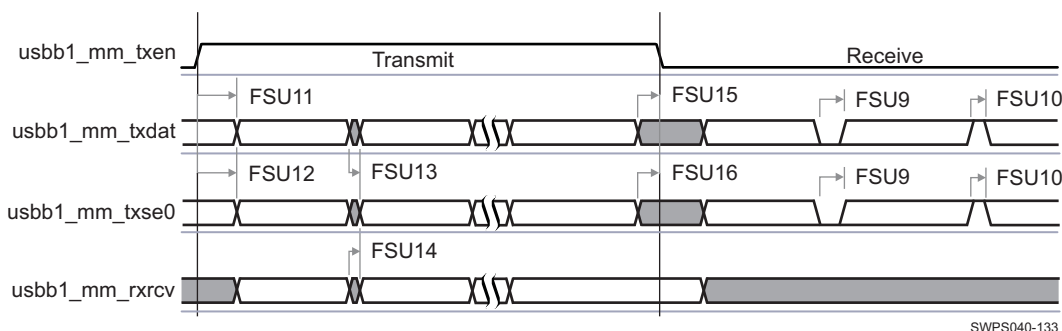 usbb1_mm_txen
Transmit
Receive
FSU11
FSU15
FSU9
FSU10
usbb1_mm_txdat
FSU12
FSU13
FSU16
FSU9
FSU10
usbb1_mm_txse0
FSU14
usbb1_mm_rxrcv
SWPS040-133